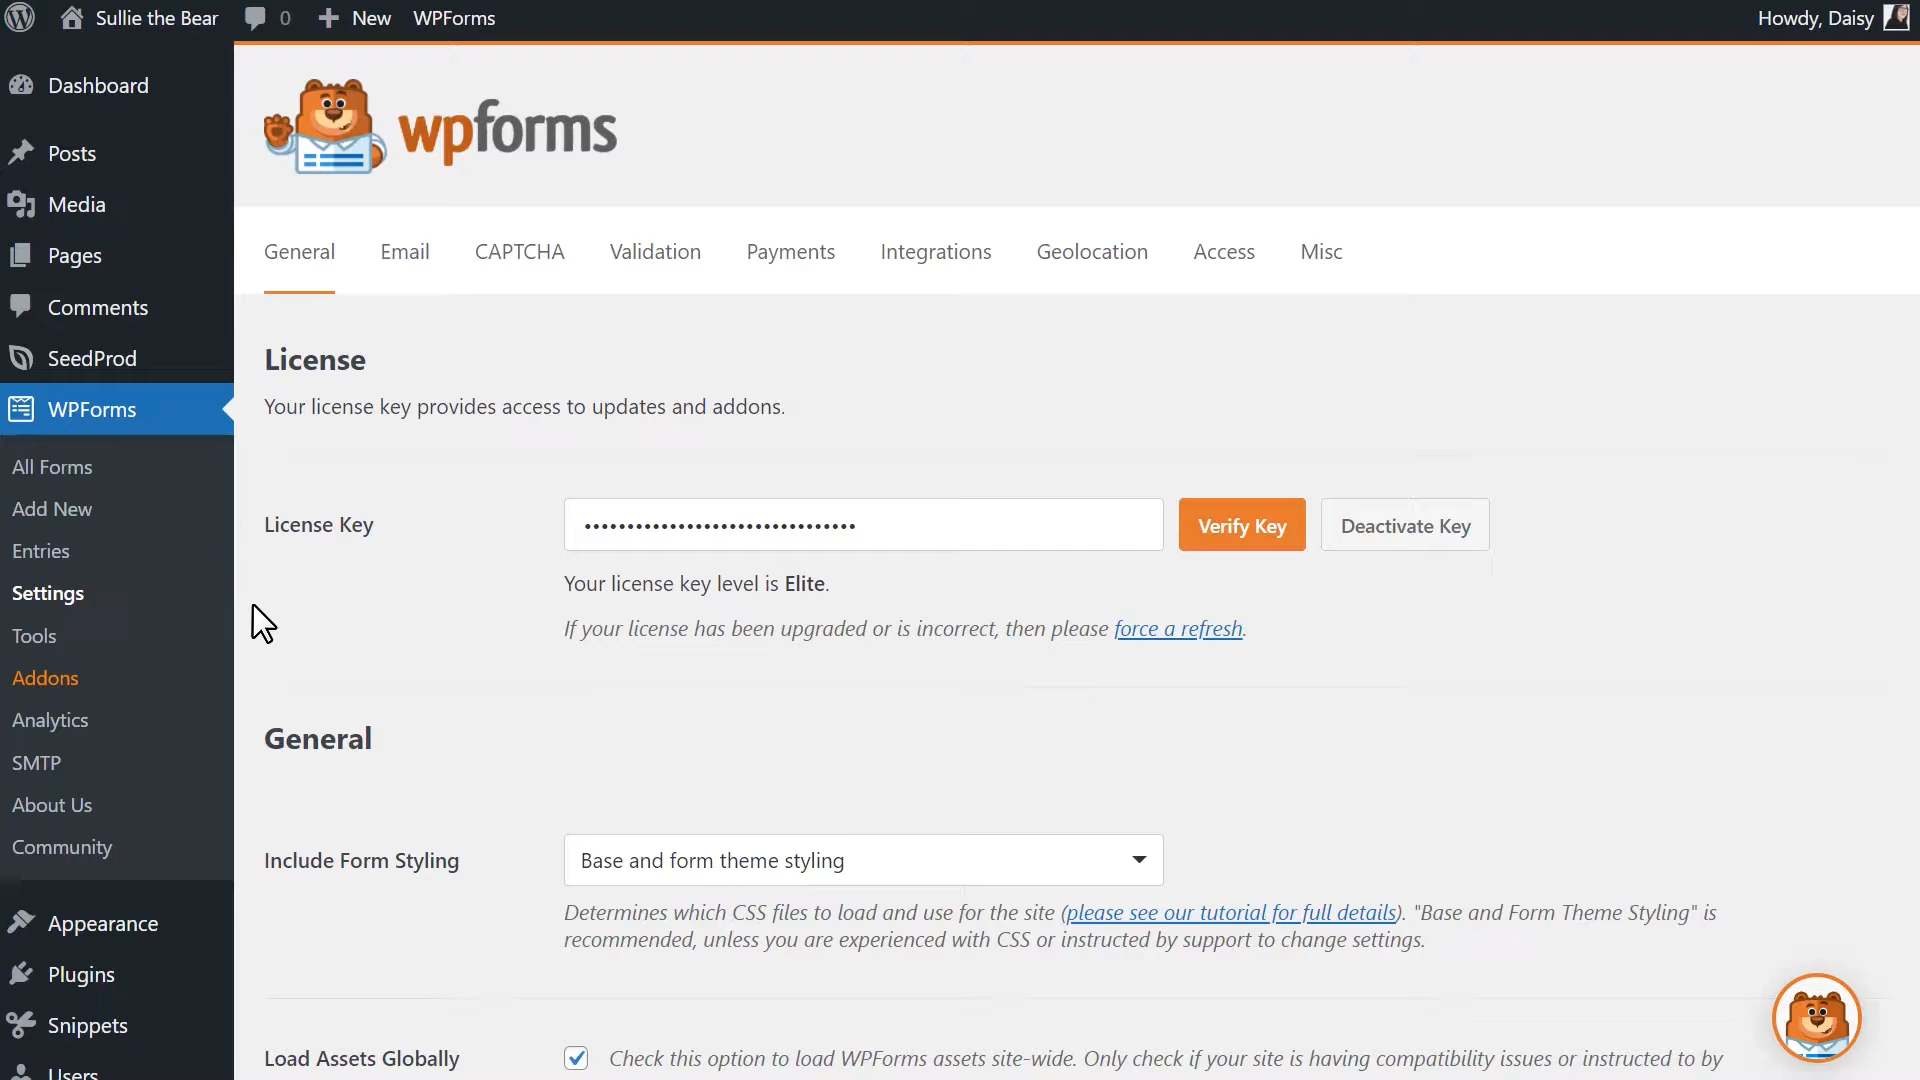 Sullie the Bear
0
New
WPForms
Howdy, Daisy
Dashboard
Posts
Media
Pages
Comments
SeedProd
WPForms
All Forms
Add New
Entries
Settings
Tools
Addons
Analytics
SMTP
About Us
Community
Appearance
Plugins
Snippets
Users
wpforms
General
Email
CAPTCHA
Validation
Payments
Integrations
Geolocation
Access
Misc
License
Your license key provides access to updates and addons.
License Key
Verify Key
Deactivate Key
Your license key level is Elite.
If your license has been upgraded or is incorrect, then please force a refresh.
General
Include Form Styling
Base and form theme styling
Determines which CSS files to load and use for the site (please see our tutorial for full details). "Base and Form Theme Styling" is
recommended, unless you are experienced with CSS or instructed by support to change settings.
Load Assets Globally
Check this option to load WPForms assets site-wide. Only check if your site is having compatibility issues or instructed to by